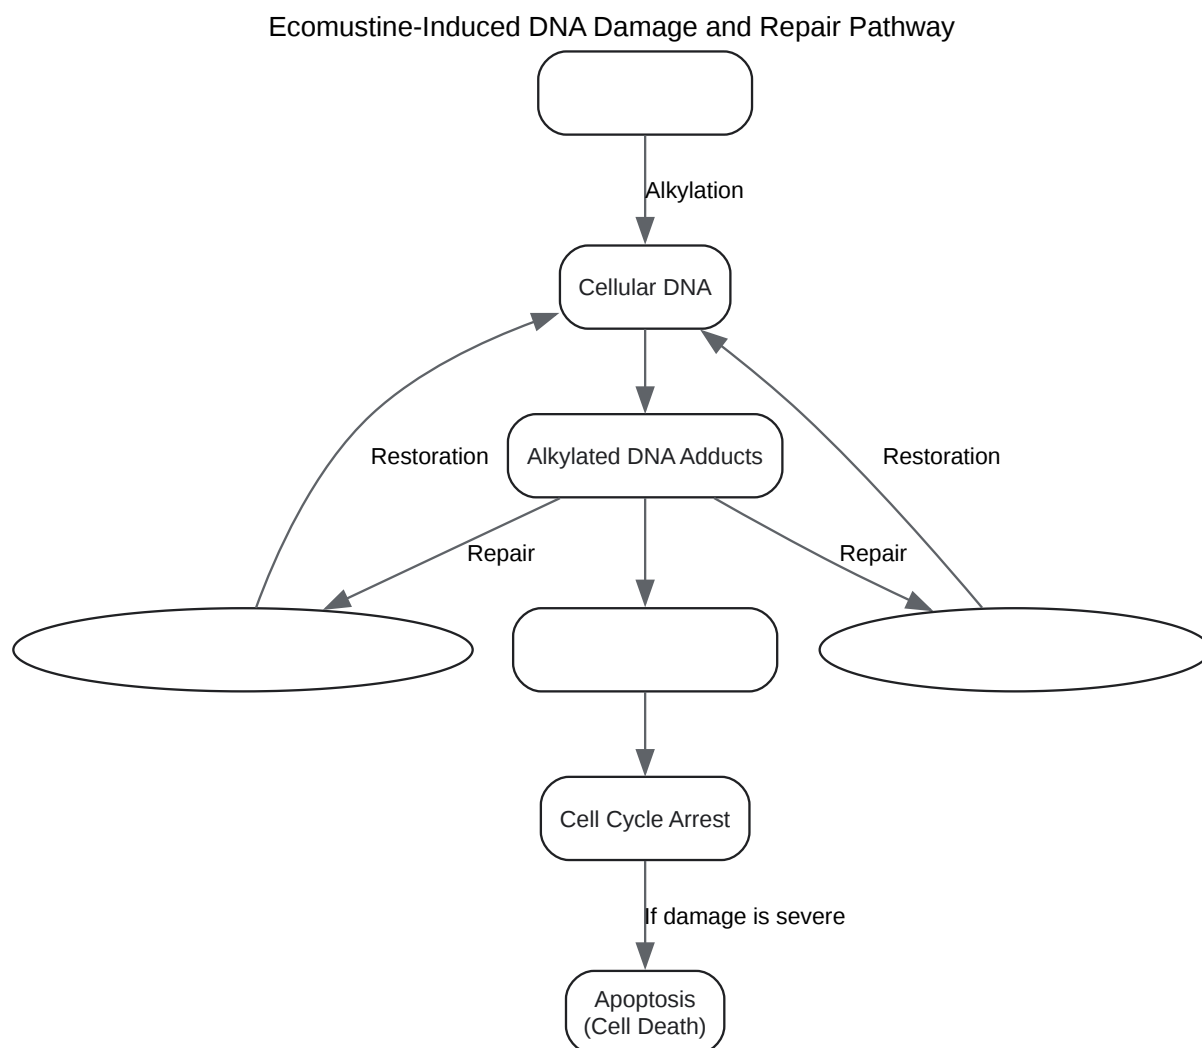 Ecomustine-Induced DNA Damage and Repair Pathway
Alkylation
Cellular DNA
Restoration
Alkylated DNA Adducts
Restoration
Repair
Repair
Cell Cycle Arrest
If damage is severe
Apoptosis
(Cell Death)